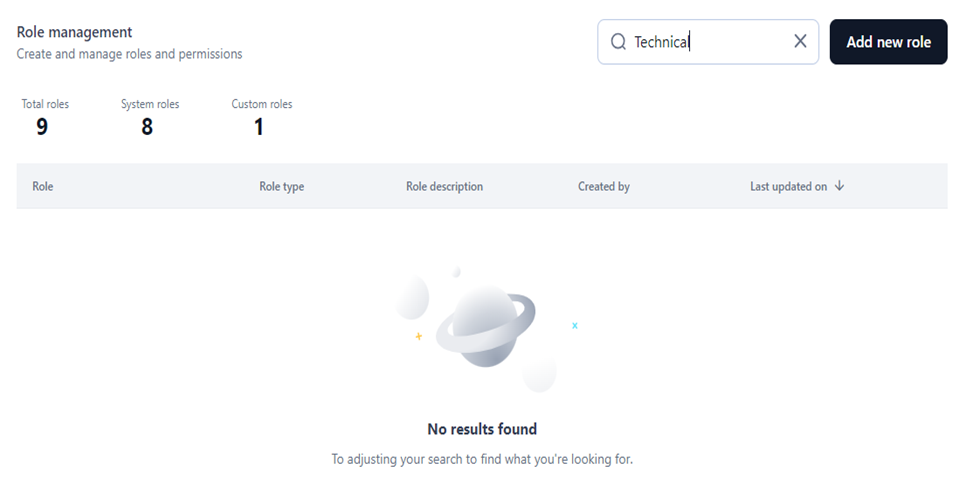 Role management
Create and manage roles and permissions
Technical
Add new role
Total roles
9
System roles
8
Custom roles
1
Role Role type Role description Created by Last updated on
No results found
To adjusting your search to find what you're looking for.